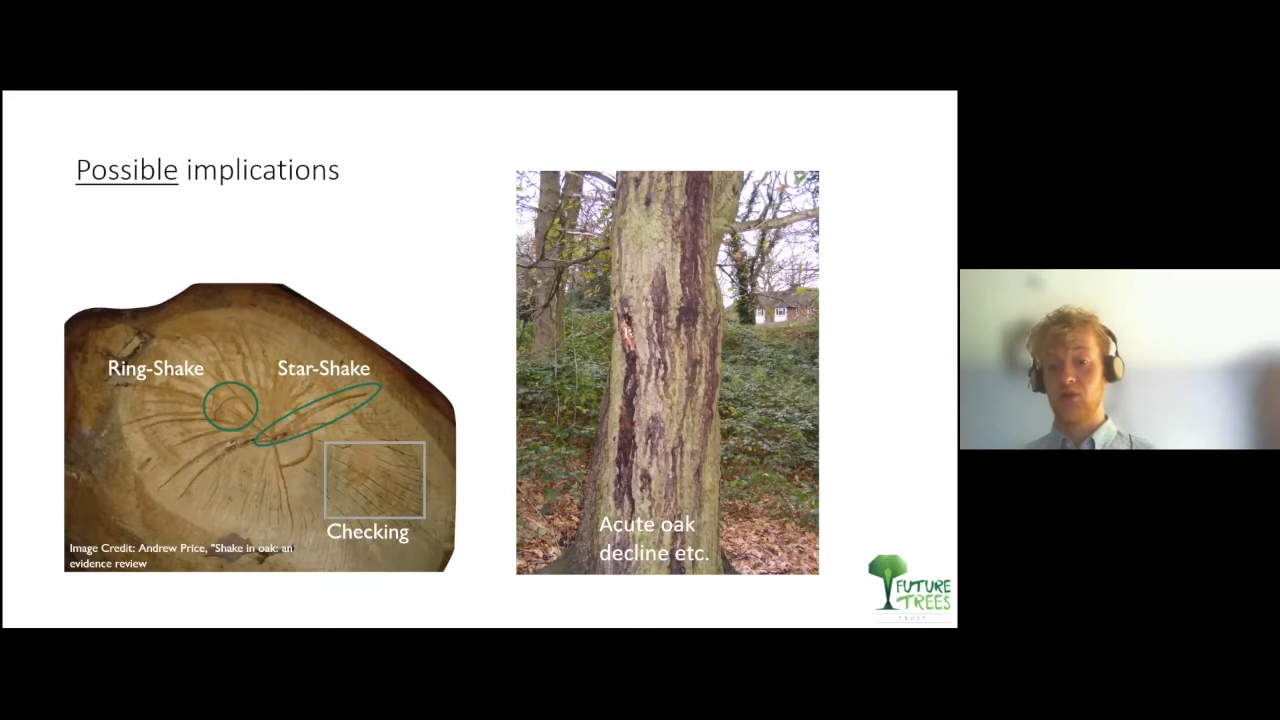 Possible implications
Ring-Shake
Star-Shake
Checking
Image Credit: Andrew Price, "Shake in oak: an
evidence review
Acute oak
decline etc.
FUTURE
TREES
TRUST